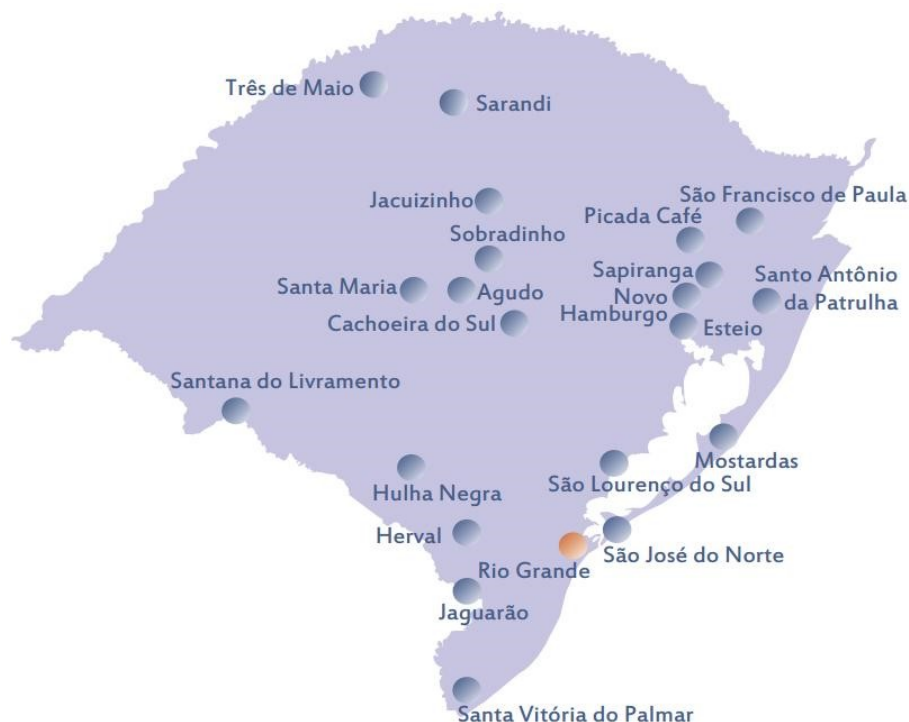 Três de Maio
Sarandi
Jacuizinho
São Francisco de Paula
Picada Café
Sobradinho
Sapiranga
Santo Antônio
da Patrulha
Santa Maria
Agudo
Novo
Hamburgo
Cachoeira do Sul
Esteio
Santana do Livramento
Mostardas
São Lourenço do Sul
Hulha Negra
Herval
São José do Norte
Rio Grande
Jaguarão
Santa Vitória do Palmar